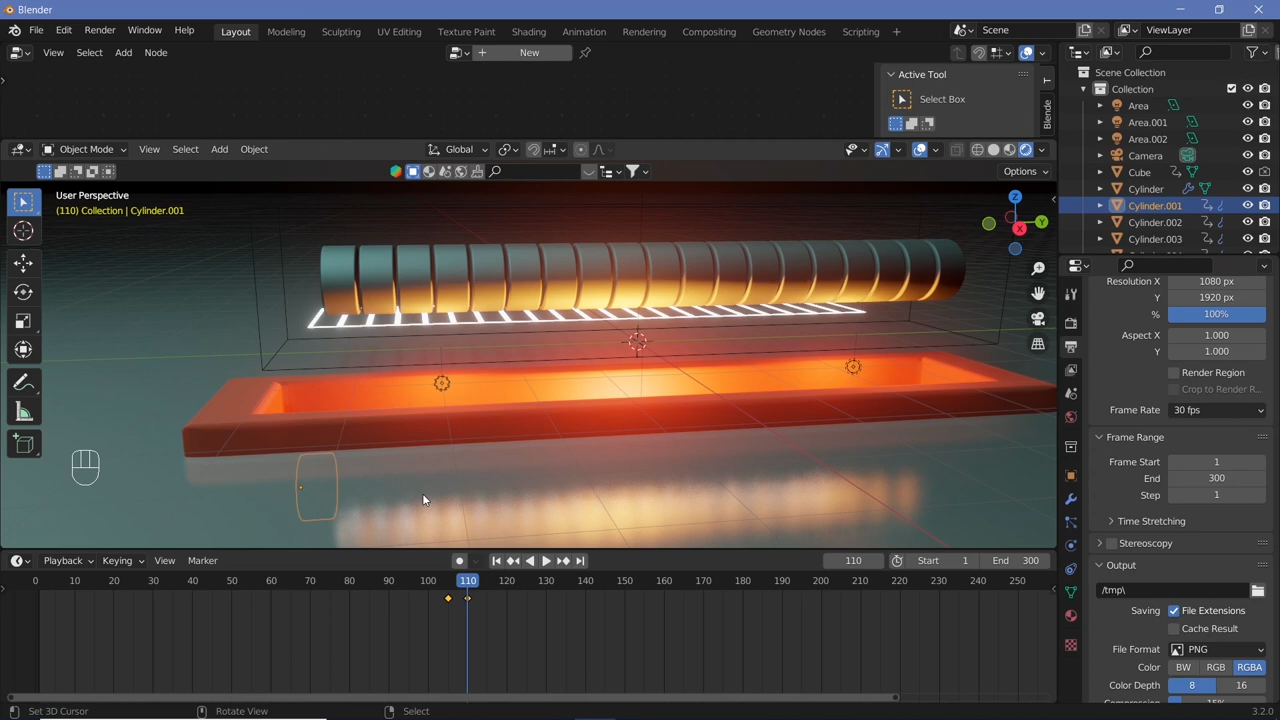 Blender
File Edit Render Window Help Layout Modeling Sculpting UV Editing Texture Paint Shading Animation Rendering Compositing Geometry Nodes Scripting + Scene ViewLayer
View Select Add Node + New
Active Tool
Select Box
Blende
Object Mode View Select Add Object Global
Options
User Perspective
(110) Collection | Cylinder.001
Z
Y
X
Scene Collection
Collection
Area
Area.001
Area.002
Camera
Cube
Cylinder
Cylinder.001
Cylinder.002
Cylinder.003
Resolution X 1080 px
Y 1920 px
% 100%
Aspect X 1.000
Y 1.000
Render Region
Crop to Render R...
Frame Rate 30 fps
Frame Range
Frame Start 1
End 300
Step 1
Time Stretching
Stereoscopy
Output
/tmp\
Saving File Extensions
Cache Result
File Format PNG
Color BW RGB RGBA
Color Depth 8 16
Playback Keying View Marker 110 Start 1 End 300
0 10 20 30 40 50 60 70 80 90 100 110 120 130 140 150 160 170 180 190 200 210 220 230 240 250
Set 3D Cursor Rotate View Select 3.2.0